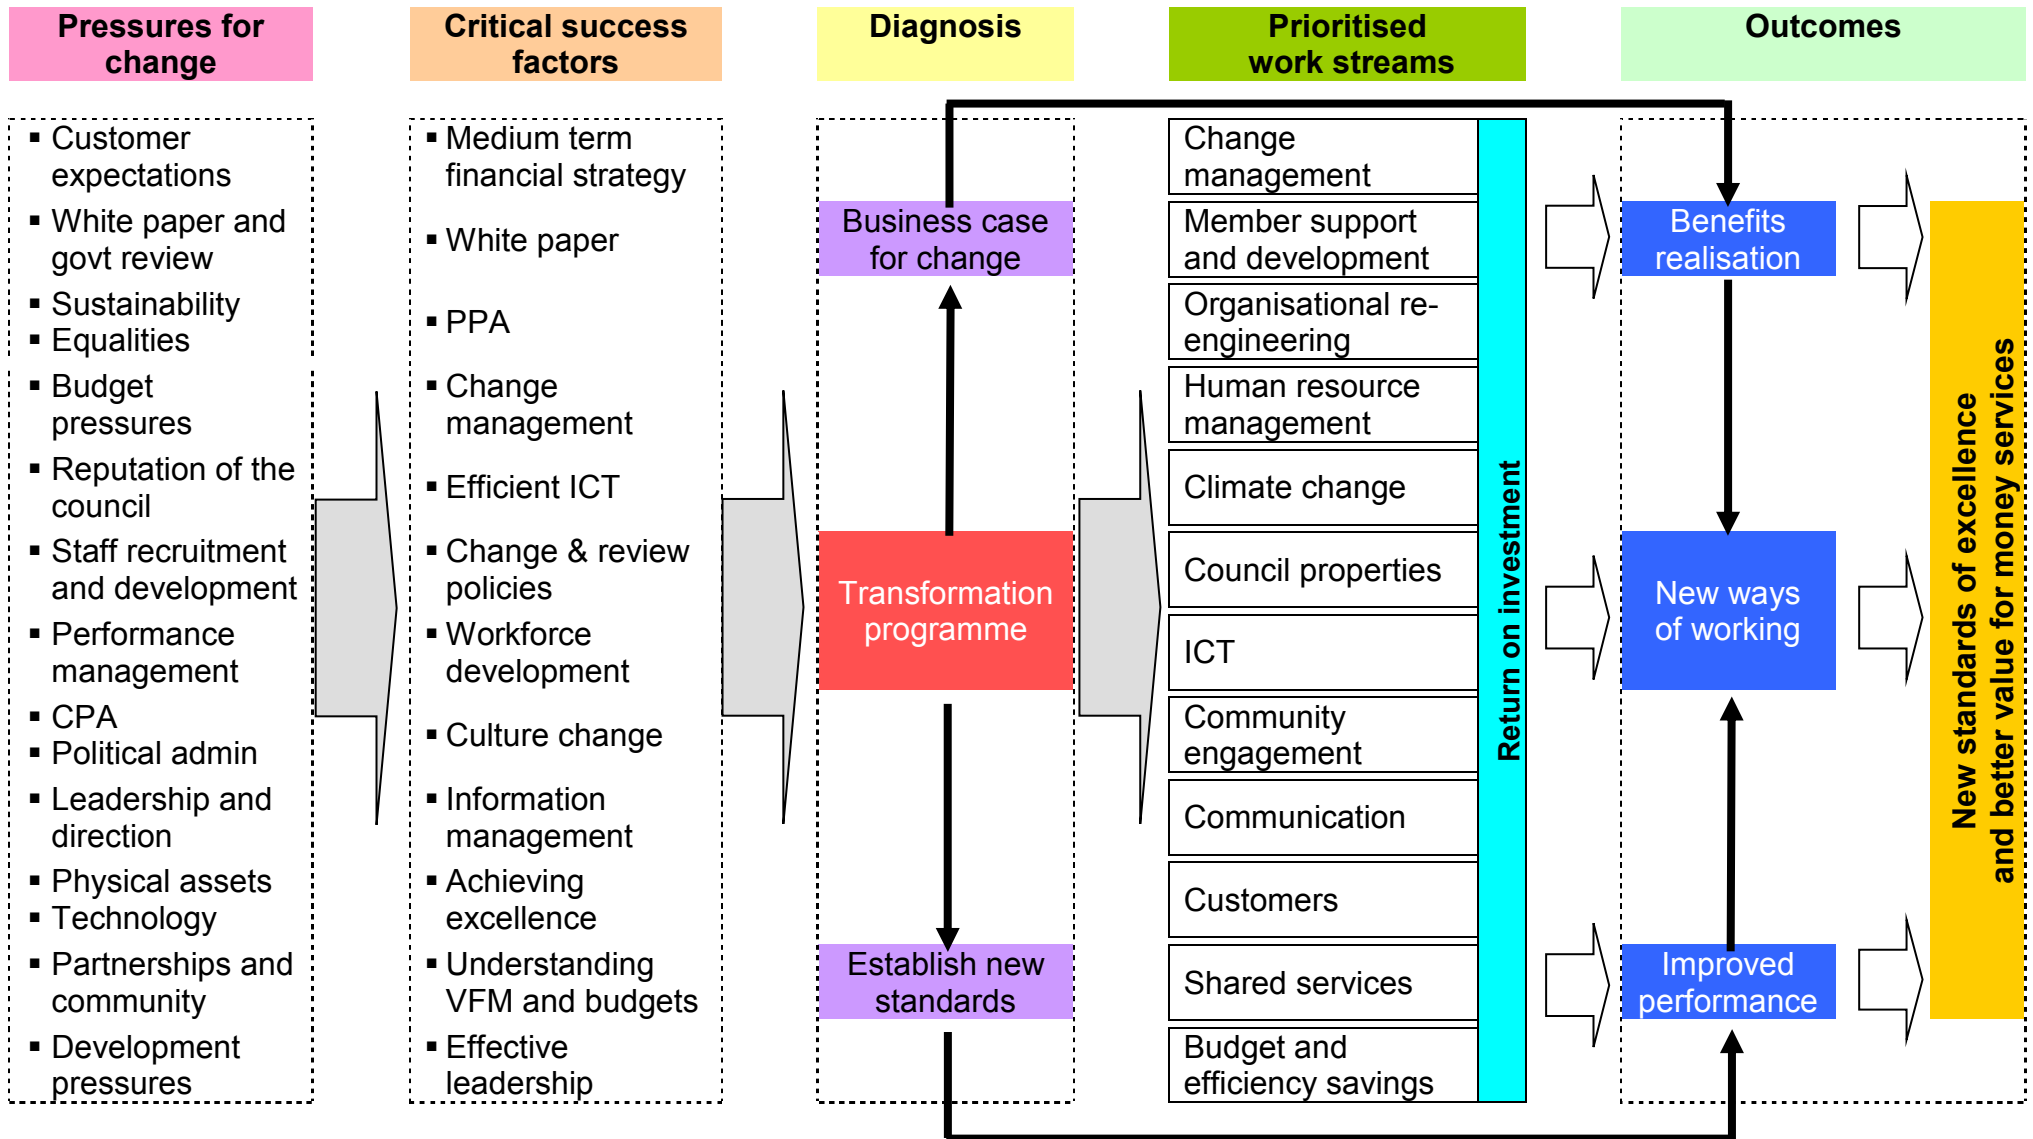 Pressures for
change
Critical success
factors
Diagnosis
Prioritised
work streams
Outcomes
▪ Customer
expectations
▪ White paper and
govt review
▪ Sustainability
▪ Equalities
▪ Budget
pressures
▪ Reputation of the
council
▪ Staff recruitment
and development
▪ Performance
management
▪ CPA
▪ Political admin
▪ Leadership and
direction
▪ Physical assets
▪ Technology
▪ Partnerships and
community
▪ Development
pressures
▪ Medium term
financial strategy
▪ White paper
▪ PPA
▪ Change
management
▪ Efficient ICT
▪ Change & review
policies
▪ Workforce
development
▪ Culture change
▪ Information
management
▪ Achieving
excellence
▪ Understanding
VFM and budgets
▪ Effective
leadership
Business case
for change
Transformation
programme
Establish new
standards
Change
management
Member support
and development
Organisational re-
engineering
Human resource
management
Climate change
Council properties
ICT
Community
engagement
Communication
Customers
Shared services
Budget and
efficiency savings
Return on investment
Benefits
realisation
New ways
of working
Improved
performance
New standards of excellence
and better value for money services